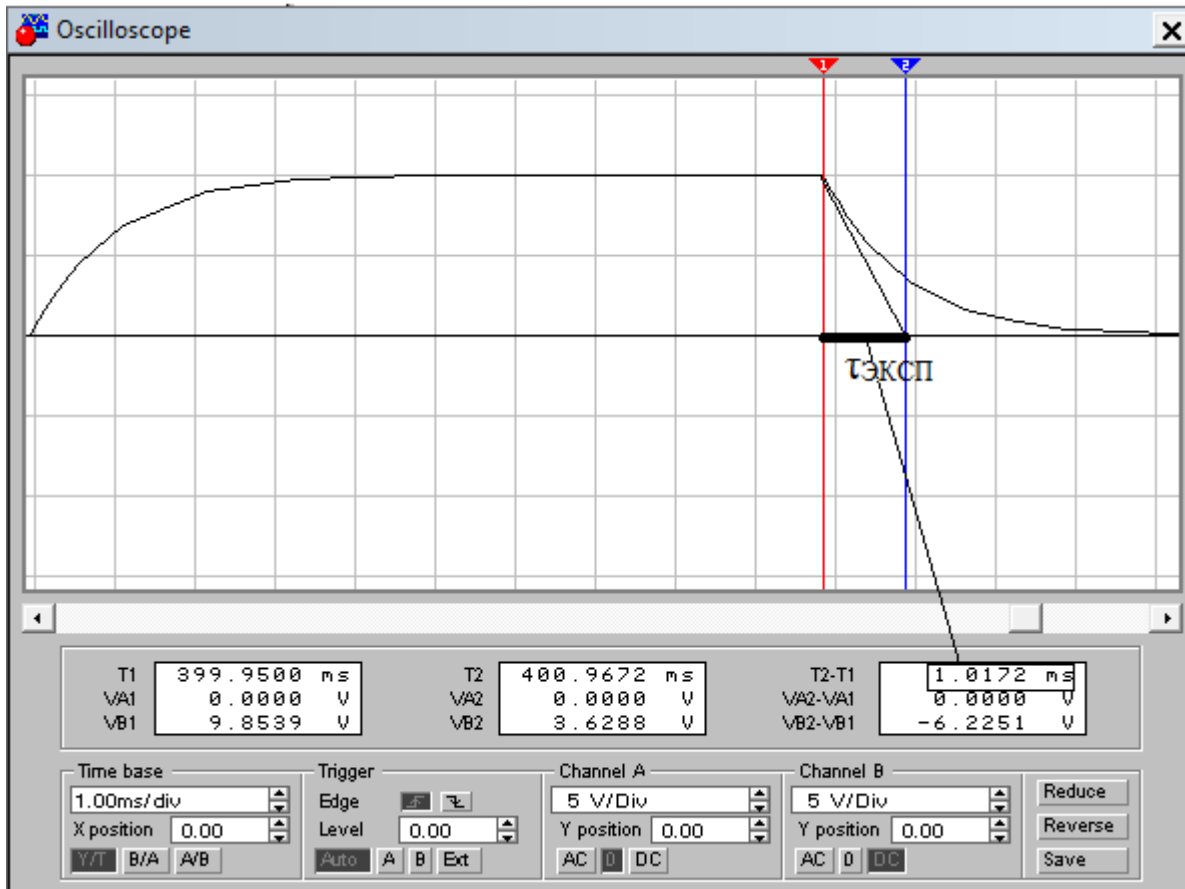 Oscilloscope
1
2
τЭКСП
T1 399.9500 ms
VA1 0.0000 V
VB1 9.8539 V
T2 400.9672 ms
VA2 0.0000 V
VB2 3.6288 V
T2-T1 1.0172 ms
VA2-VA1 0.0000 V
VB2-VB1 -6.2251 V
Time base
1.00ms/div
X position 0.00
Y/T B/A A/B
Trigger
Edge
Level 0.00
Auto A B Ext
Channel A
5 V/Div
Y position 0.00
AC 0 DC
Channel B
5 V/Div
Y position 0.00
AC 0 DC
Reduce
Reverse
Save